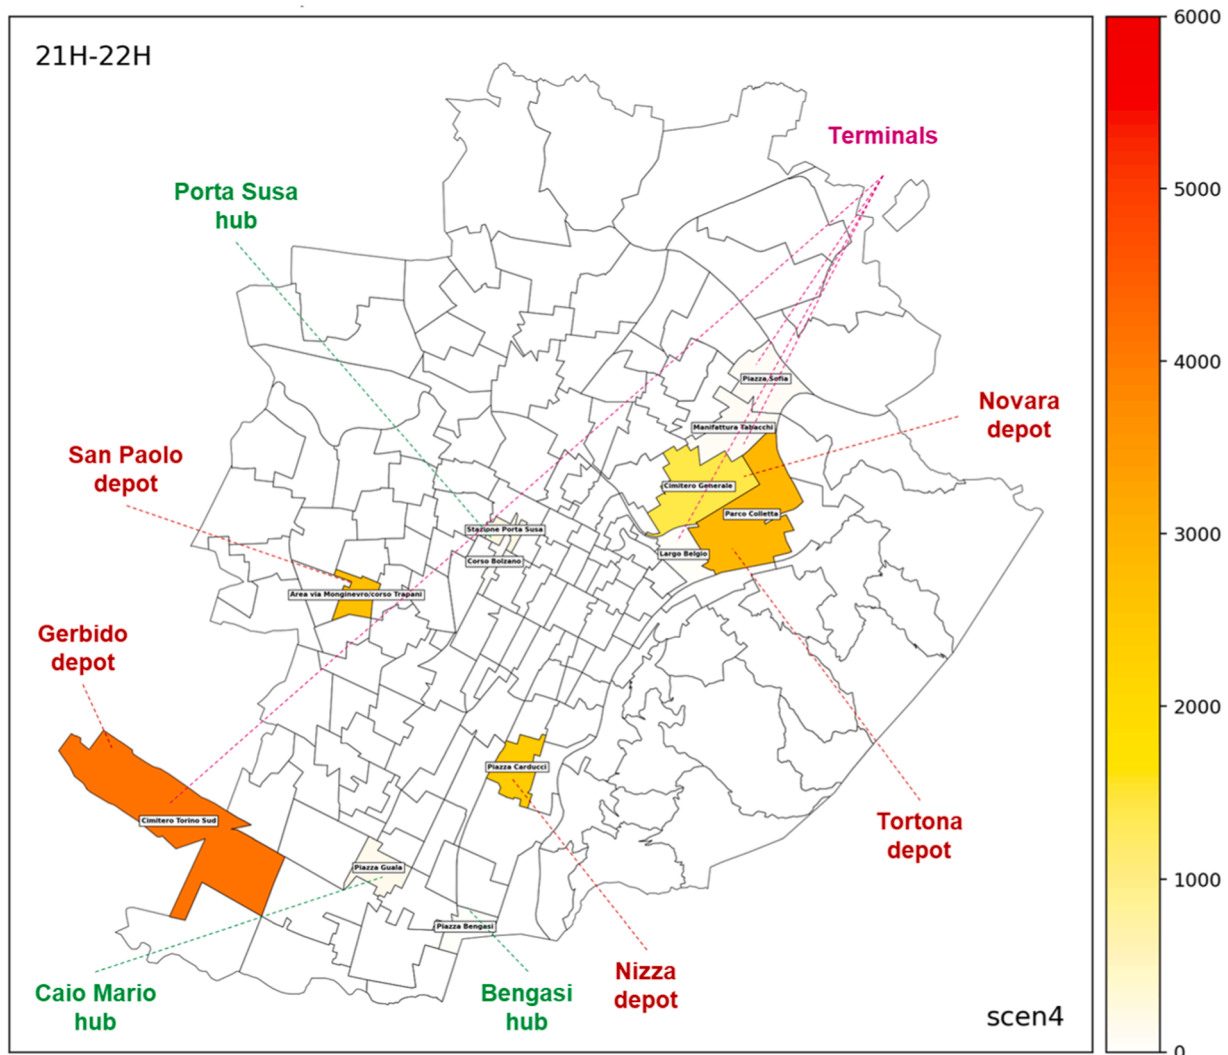 21H-22H
6000
Terminals
Porta Susa
hub
5000
4000
Piazza Sofia
Novara
depot
Manifattura Tabacchi
San Paolo
depot
Cimitero Generale
Parco Colletta
3000
Stazione Porta Susa
Largo Belgio
Corso Bolzano
Area via Monginevro/corso Trapani
Gerbido
depot
2000
Piazza Carducci
Cimitero Torino Sud
Tortona
depot
Piazza Guala
1000
Piazza Bengasi
Nizza
depot
Caio Mario
hub
Bengasi
hub
scen4
0